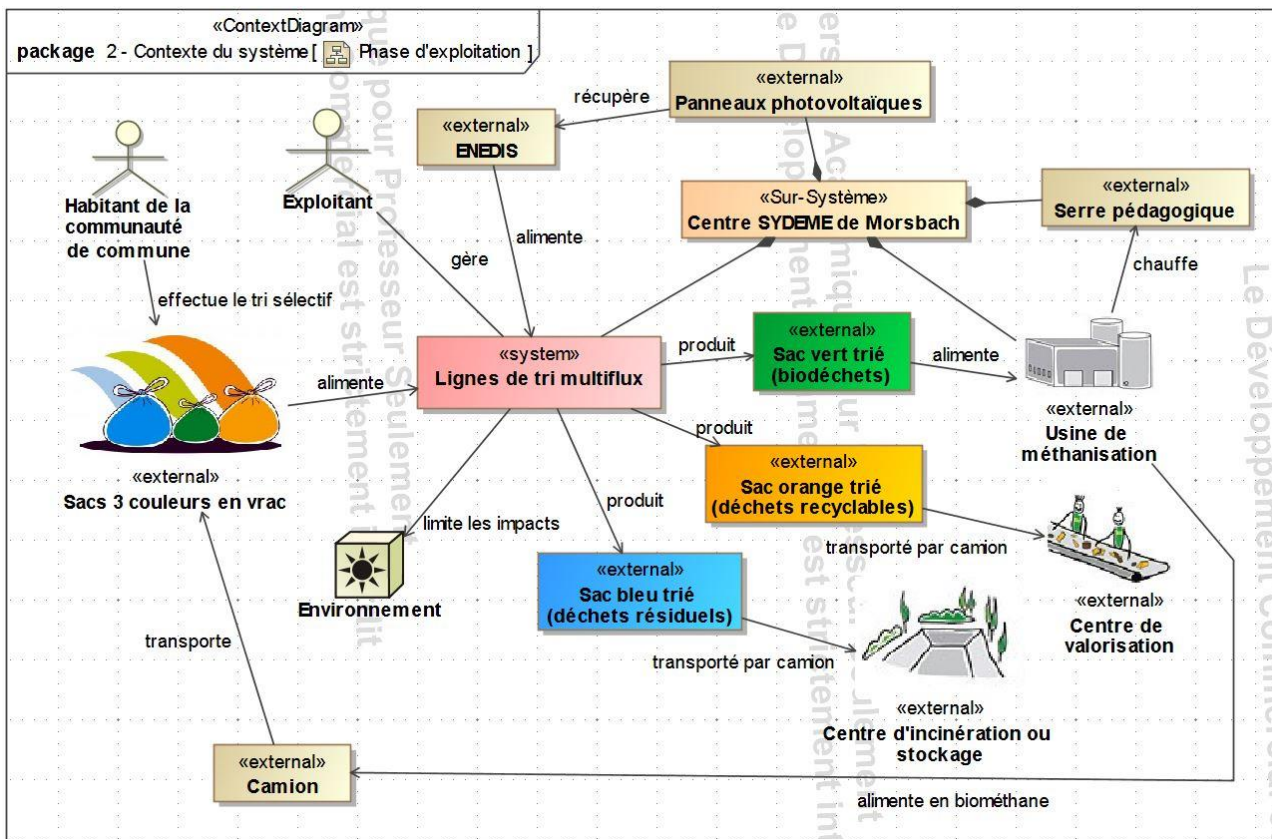 «ContextDiagram»
package 2 - Contexte du système [ Phase d'exploitation ]
«external»
Panneaux photovoltaïques
récupère
«external»
ENEDIS
«Sur-Système»
Centre SYDEME de Morsbach
«external»
Serre pédagogique
Habitant de la
communauté
de commune
Exploitant
alimente
gère
chauffe
effectue le tri sélectif
«system»
Lignes de tri multiflux
produit
«external»
Sac vert trié
(biodéchets)
alimente
alimente
«external»
Usine de
méthanisation
produit
«external»
Sac orange trié
(déchets recyclables)
«external»
Sacs 3 couleurs en vrac
produit
limite les impacts
transporté par camion
«external»
Sac bleu trié
(déchets résiduels)
Environnement
«external»
Centre de
valorisation
transporte
transporté par camion
«external»
Centre d'incinération ou
stockage
«external»
Camion
alimente en biométhane